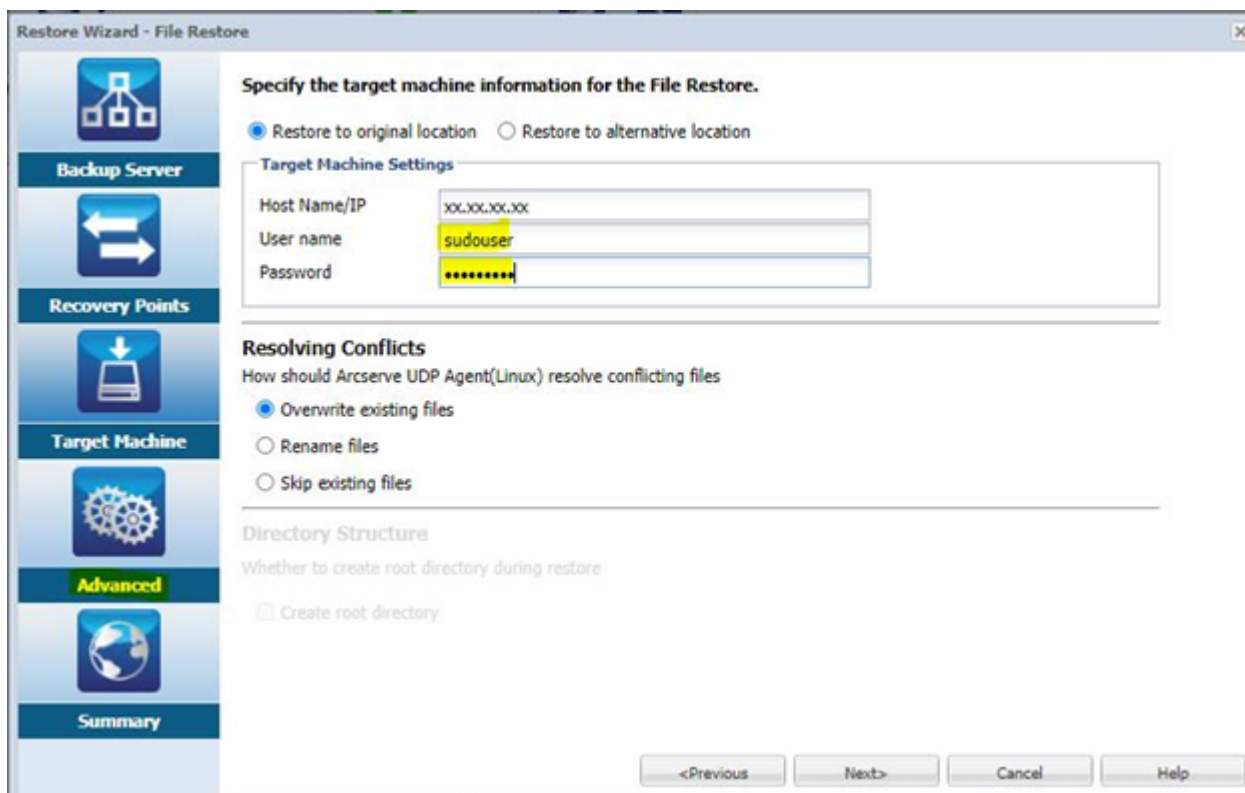 Restore Wizard - File Restore
Backup Server
Recovery Points
Target Machine
Advanced
Summary
Specify the target machine information for the File Restore.
Restore to original location Restore to alternative location
Target Machine Settings
Host Name/IP xx.xx.xx.xx
User name sudouser
Password •••••••••
Resolving Conflicts
How should Arcserve UDP Agent(Linux) resolve conflicting files
Overwrite existing files
Rename files
Skip existing files
Directory Structure
Whether to create root directory during restore
Create root directory
<Previous Next> Cancel Help